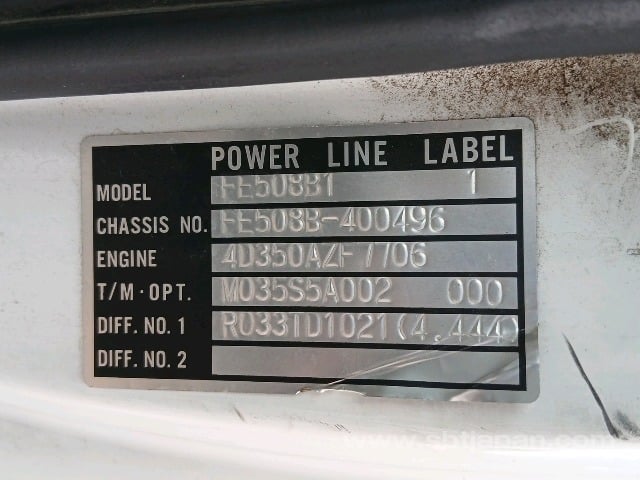 POWER LINE LABEL
MODEL FE508B1 1
CHASSIS NO. FE508B-400496
ENGINE 4D350AZF7706
T/M·OPT. M035S5A002 000
DIFF. NO. 1 R033TD1021(4.444)
DIFF. NO. 2
www.sbtjapan.com